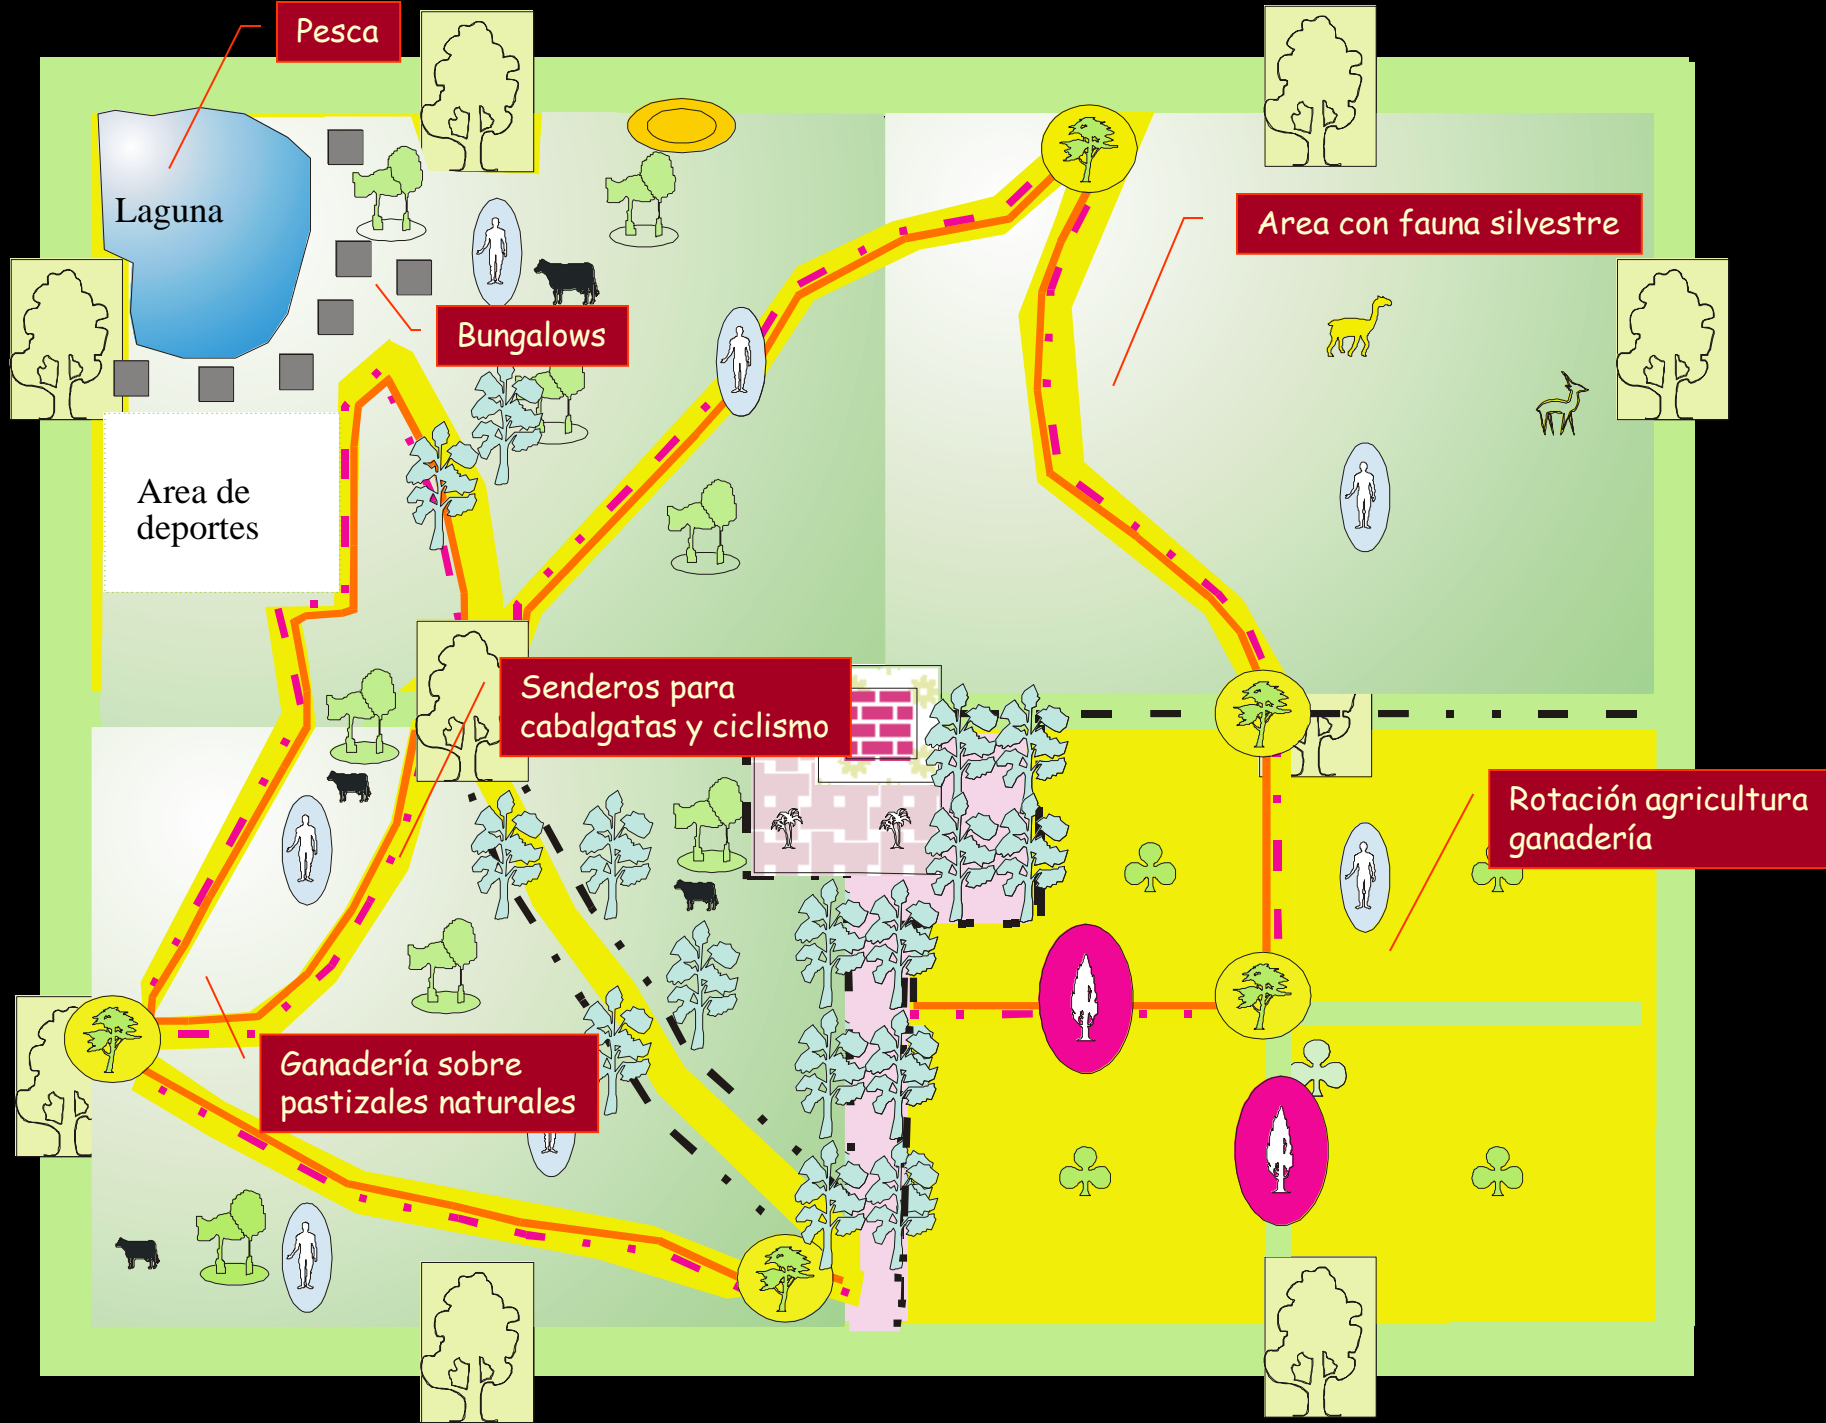 Pesca
Laguna
Area con fauna silvestre
Bungalows
Area de
deportes
Senderos para
cabalgatas y ciclismo
Rotación agricultura
ganadería
Ganadería sobre
pastizales naturales